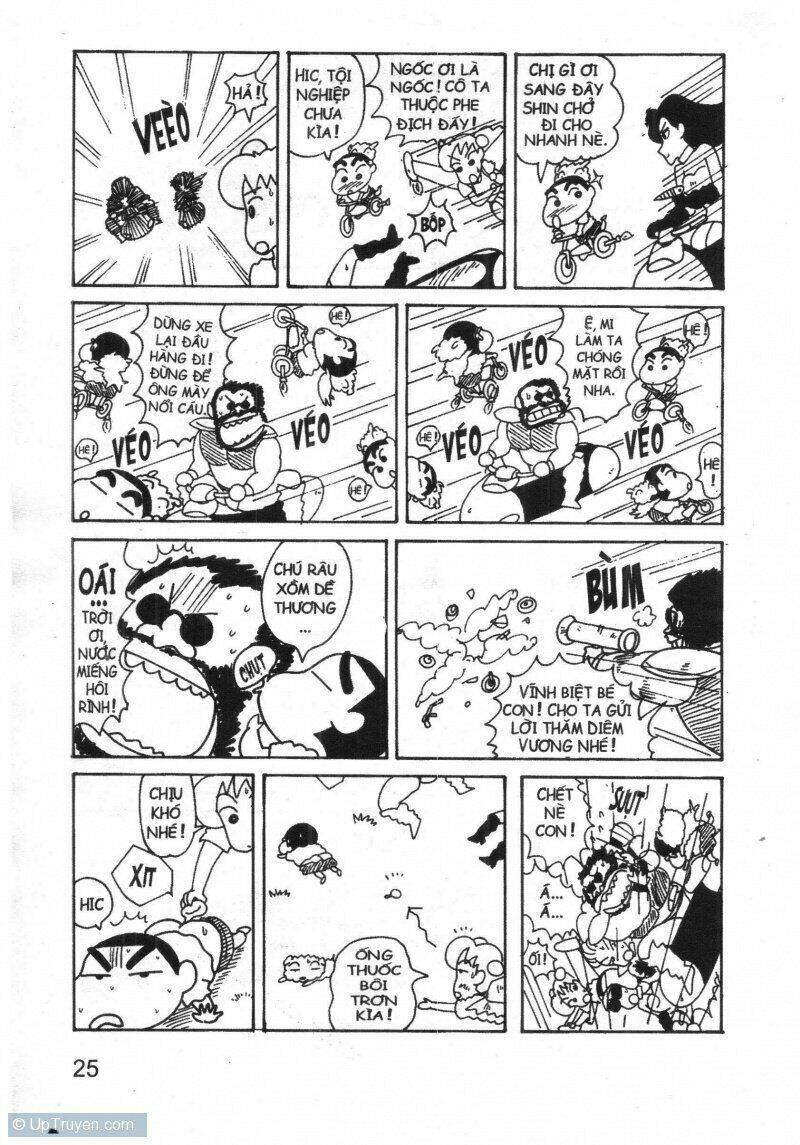 CHỊ GÌ ƠI
SANG ĐÂY
SHIN CHỞ
ĐI CHO
NHANH NÈ.
NGỐC ƠI LÀ
NGỐC! CÔ TA
THUỘC PHE
ĐỊCH ĐẤY!
HIC, TỘI
NGHIỆP
CHƯA
KÌA!
BỐP
HẢ!
VEÈO
HÊ!
Ê, MI
LÀM TA
CHÓNG
MẶT RỒI
NHA.
VÉO
VÉO
VÉO
HÊ!
HÊ!
HÊ!
DỪNG XE
LẠI ĐẦU
HÀNG ĐI!
ĐỪNG ĐỂ
ÔNG MÀY
NỔI CÁU.
VÉO
VÉO
HÊ!
HÊ!
BÙM
VĨNH BIỆT BÉ
CON! CHO TA GỬI
LỜI THĂM DIÊM
VƯƠNG NHÉ!
CHÚ RÂU
XỒM DỄ
THƯƠNG
...
CHỤT
OÁI
...
TRỜI
ƠI,
NƯỚC
MIẾNG
HÔI
RÌNH!
SUỤT
CHẾT
NÈ
CON!
Á...
Á...
ỐI!
ỐNG
THUỐC
BÔI
TRƠN
KÌA!
CHỊU
KHÓ
NHÉ!
XỊT
HIC
25
© UpTruyen.com